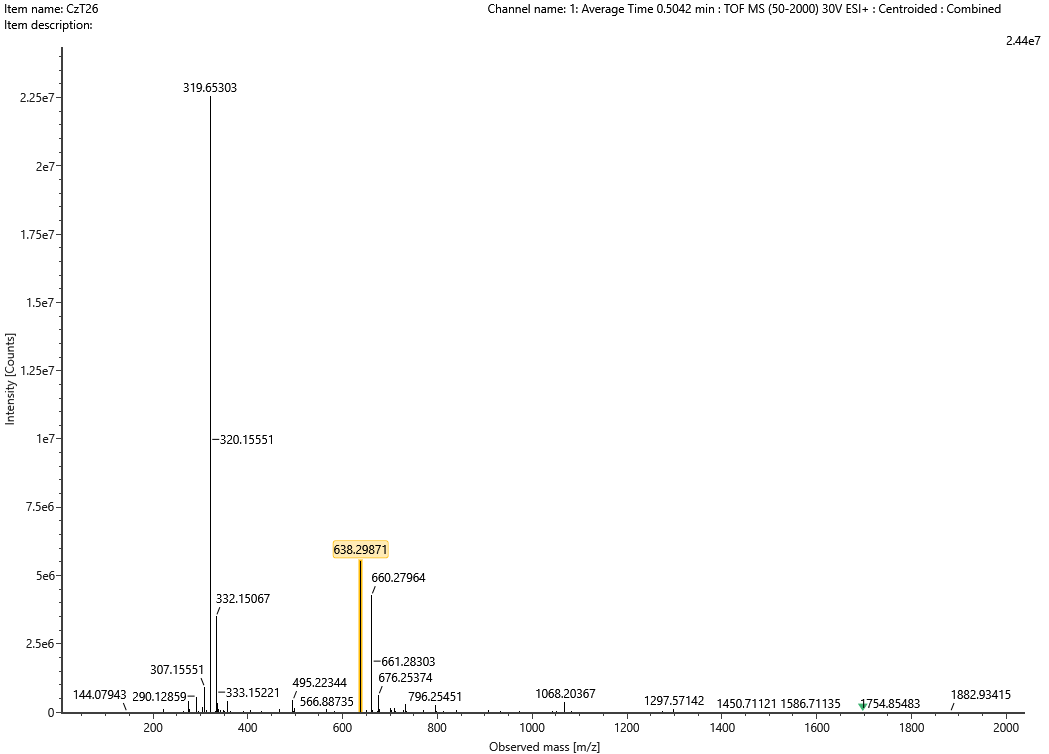 Item name: CzT26
Channel name: 1: Average Time 0.5042 min : TOF MS (50-2000) 30V ESI+ : Centroided : Combined
Item description:
2.44e7
319.65303
2.25e7
2e7
1.75e7
1.5e7
1.25e7
Intensity [Counts]
1e7
320.15551
7.5e6
638.29871
5e6
660.27964
332.15067
2.5e6
661.28303
307.15551
676.25374
495.22344
333.15221
144.07943
290.12859
566.88735
796.25451
1068.20367
1297.57142
1450.71121
1586.71135
1754.85483
1882.93415
0
200
400
600
800
1000
1200
1400
1600
1800
2000
Observed mass [m/z]